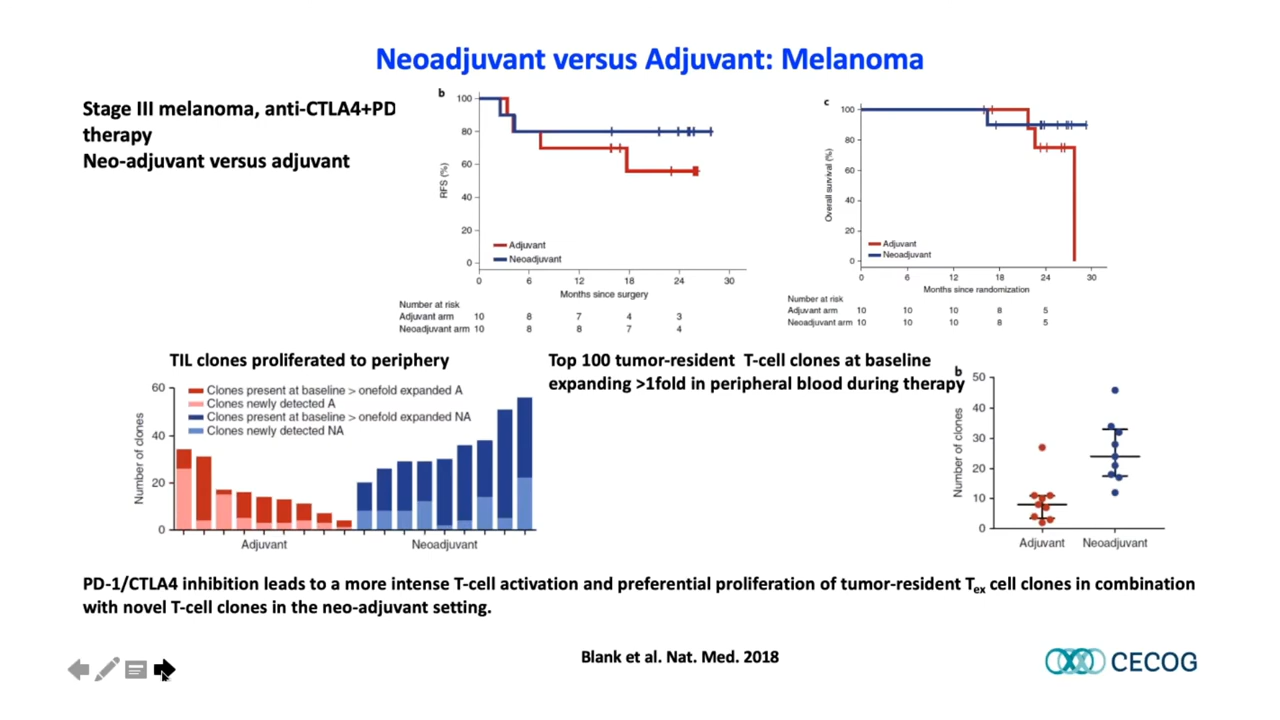 Neoadjuvant versus Adjuvant: Melanoma
Stage III melanoma, anti-CTLA4+PD
therapy
Neo-adjuvant versus adjuvant
b
100
80
60
40
20
0
RFS (%)
Adjuvant
Neoadjuvant
0 6 12 18 24 30
Months since surgery
Number at risk
Adjuvant arm 10 8 7 4 3
Neoadjuvant arm 10 8 8 7 4
c
100
80
60
40
20
0
Overall survival (%)
Adjuvant
Neoadjuvant
0 6 12 18 24 30
Months since randomization
Number at risk
Adjuvant arm 10 10 10 8 5
Neoadjuvant arm 10 10 10 8 5
TIL clones proliferated to periphery
60
40
20
0
Number of clones
Clones present at baseline > onefold expanded A
Clones newly detected A
Clones present at baseline > onefold expanded NA
Clones newly detected NA
Adjuvant Neoadjuvant
Top 100 tumor-resident T-cell clones at baseline
expanding >1fold in peripheral blood during therapy
b
50
40
30
20
10
0
Number of clones
Adjuvant Neoadjuvant
PD-1/CTLA4 inhibition leads to a more intense T-cell activation and preferential proliferation of tumor-resident Tex cell clones in combination
with novel T-cell clones in the neo-adjuvant setting.
Blank et al. Nat. Med. 2018
CECOG